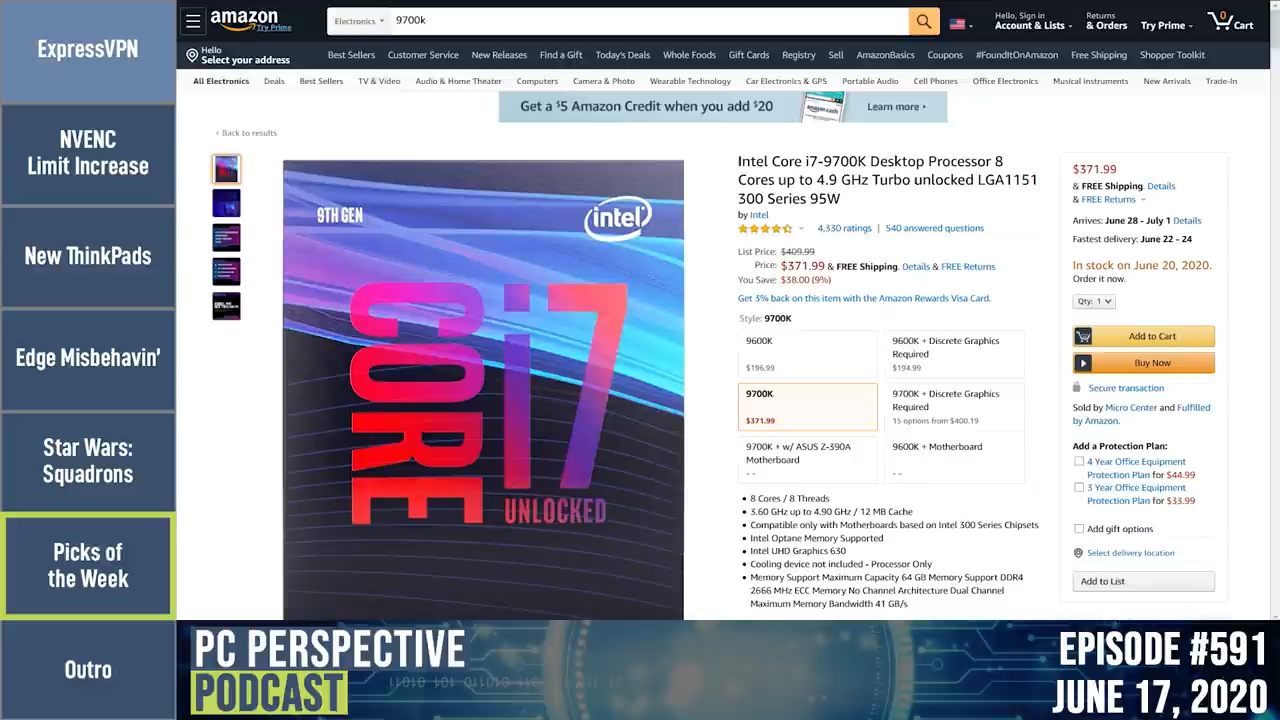 ExpressVPN
NVENC
Limit Increase
New ThinkPads
Edge Misbehavin'
Star Wars:
Squadrons
Picks of
the Week
Outro
amazon
Try Prime
Electronics
9700k
Hello, Sign in
Account & Lists
Returns
& Orders
Try Prime
0
Cart
Hello
Select your address
Best Sellers Customer Service New Releases Find a Gift Today's Deals Whole Foods Gift Cards Registry Sell AmazonBasics Coupons #FoundItOnAmazon Free Shipping Shopper Toolkit
All Electronics Deals Best Sellers TV & Video Audio & Home Theater Computers Camera & Photo Wearable Technology Car Electronics & GPS Portable Audio Cell Phones Office Electronics Musical Instruments New Arrivals Trade-In
Get a $5 Amazon Credit when you add $20
amazon cash
Learn more ›
‹ Back to results
9TH GEN
intel
CORE
i7
UNLOCKED
Intel Core i7-9700K Desktop Processor 8
Cores up to 4.9 GHz Turbo unlocked LGA1151
300 Series 95W
by Intel
4,330 ratings | 540 answered questions
List Price: $409.99
Price: $371.99 & FREE Shipping. Details & FREE Returns
You Save: $38.00 (9%)
Get 3% back on this item with the Amazon Rewards Visa Card.
Style: 9700K
9600K
$196.99
9600K + Discrete Graphics
Required
$194.99
9700K
$371.99
9700K + Discrete Graphics
Required
15 options from $400.19
9700K + w/ ASUS Z-390A
Motherboard
- -
9600K + Motherboard
- -
• 8 Cores / 8 Threads
• 3.60 GHz up to 4.90 GHz / 12 MB Cache
• Compatible only with Motherboards based on Intel 300 Series Chipsets
• Intel Optane Memory Supported
• Intel UHD Graphics 630
• Cooling device not included - Processor Only
• Memory Support Maximum Capacity 64 GB Memory Support DDR4
2666 MHz ECC Memory No Channel Architecture Dual Channel
Maximum Memory Bandwidth 41 GB/s
$371.99
& FREE Shipping. Details
& FREE Returns
Arrives: June 28 - July 1 Details
Fastest delivery: June 22 - 24
In stock on June 20, 2020.
Order it now.
Qty: 1
Add to Cart
Buy Now
Secure transaction
Sold by Micro Center and Fulfilled
by Amazon.
Add a Protection Plan:
4 Year Office Equipment
Protection Plan for $44.99
3 Year Office Equipment
Protection Plan for $33.99
Add gift options
Select delivery location
Add to List
PC PERSPECTIVE
PODCAST
EPISODE #591
JUNE 17, 2020